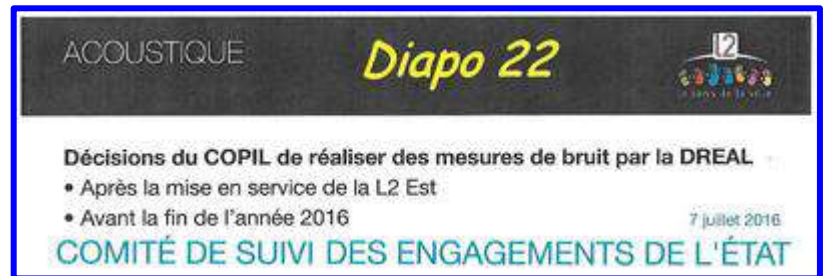 ACOUSTIQUE Diapo 22 L2
Décisions du COPIL de réaliser des mesures de bruit par la DREAL
• Après la mise en service de la L2 Est
• Avant la fin de l'année 2016 7 juillet 2016
COMITÉ DE SUIVI DES ENGAGEMENTS DE L'ÉTAT